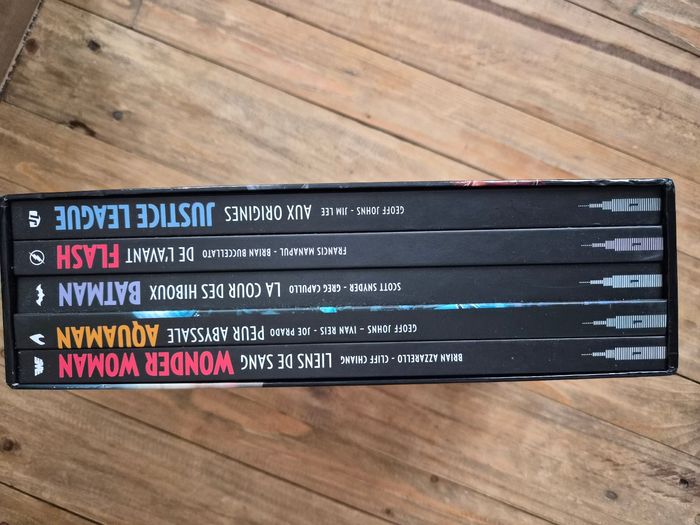 BRIAN AZZARELLO - CLIFF CHIANG LIENS DE SANG WONDER WOMAN
GEOFF JOHNS - IVAN REIS - JOE PRADO PEUR ABYSSALE AQUAMAN
SCOTT SNYDER - GREG CAPULLO LA COUR DES HIBOUX BATMAN
FRANCIS MANAPUL - BRIAN BUCCELLATO DE L'AVANT FLASH
GEOFF JOHNS - JIM LEE AUX ORIGINES JUSTICE LEAGUE